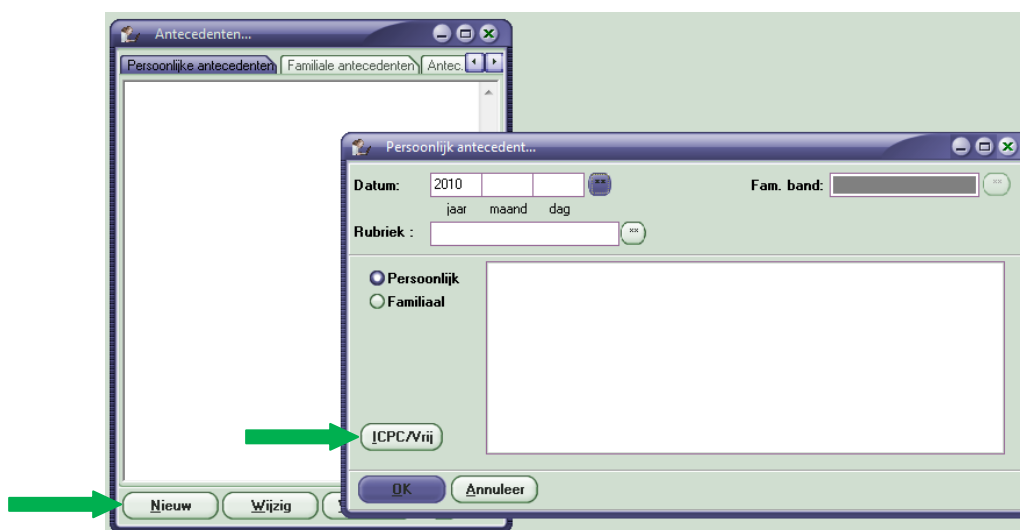 Antecedenten...
Persoonlijke antecedenten Familiale antecedenten Antec.
Persoonlijk antecedent...
Datum: 2010 Fam. band:
jaar maand dag
Rubriek :
Persoonlijk
Familiaal
ICPC/Vrij
OK Annuleer
Nieuw Wijzig